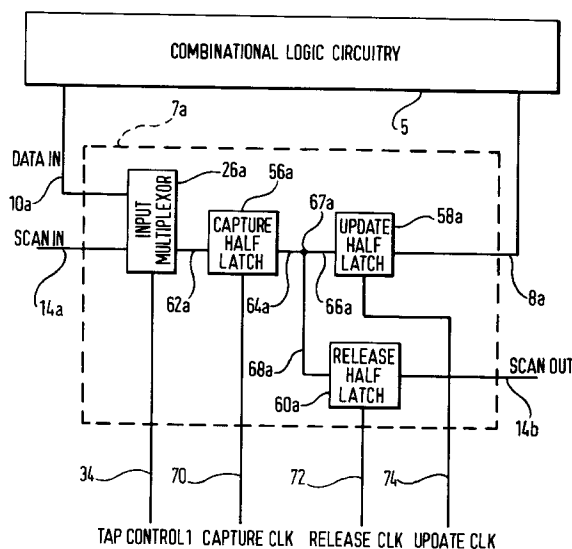 COMBINATIONAL LOGIC CIRCUITRY
7a
5
DATA IN
10a
26a
56a
67a
58a
SCAN IN
14a
INPUT MULTIPLEXOR
CAPTURE
HALF
LATCH
UPDATE
HALF
LATCH
62a
64a
66a
8a
68a
60a
RELEASE
HALF
LATCH
SCAN OUT
14b
34
70
72
74
TAP CONTROL1 CAPTURE CLK RELEASE CLK UPDATE CLK